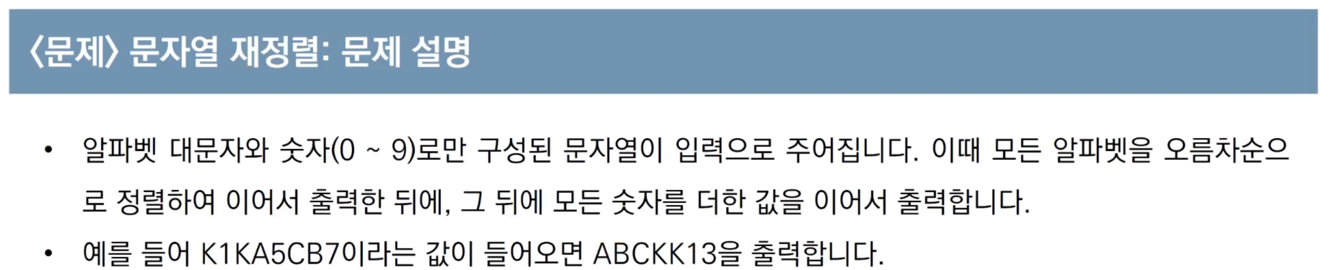 〈문제〉 문자열 재정렬: 문제 설명
• 알파벳 대문자와 숫자(0 ~ 9)로만 구성된 문자열이 입력으로 주어집니다. 이때 모든 알파벳을 오름차순으
로 정렬하여 이어서 출력한 뒤에, 그 뒤에 모든 숫자를 더한 값을 이어서 출력합니다.
• 예를 들어 K1KA5CB7이라는 값이 들어오면 ABCKK13을 출력합니다.